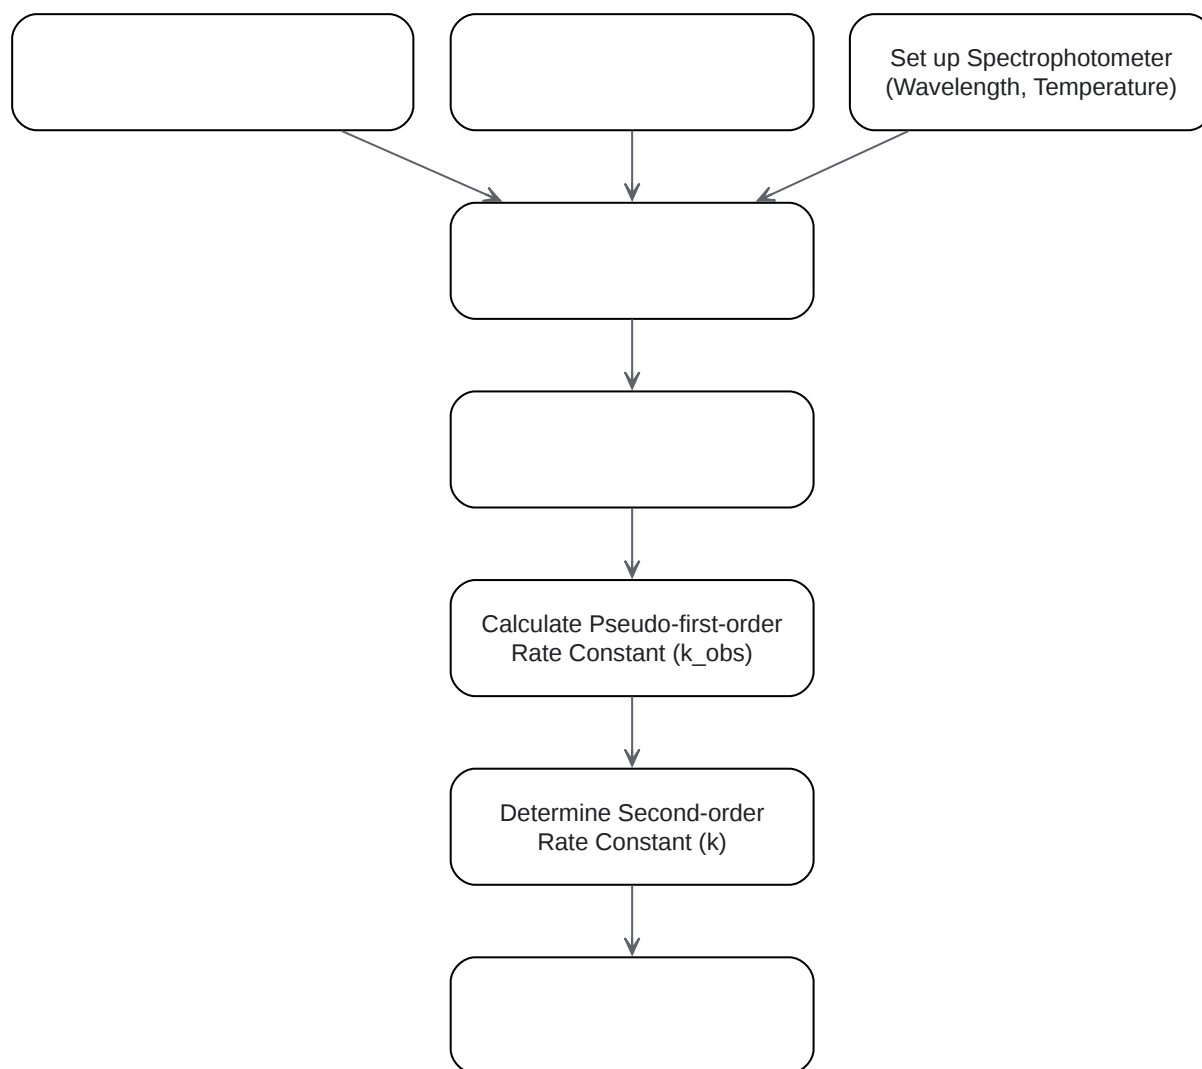 Set up Spectrophotometer
(Wavelength, Temperature)
Calculate Pseudo-first-order
Rate Constant (k_obs)
Determine Second-order
Rate Constant (k)